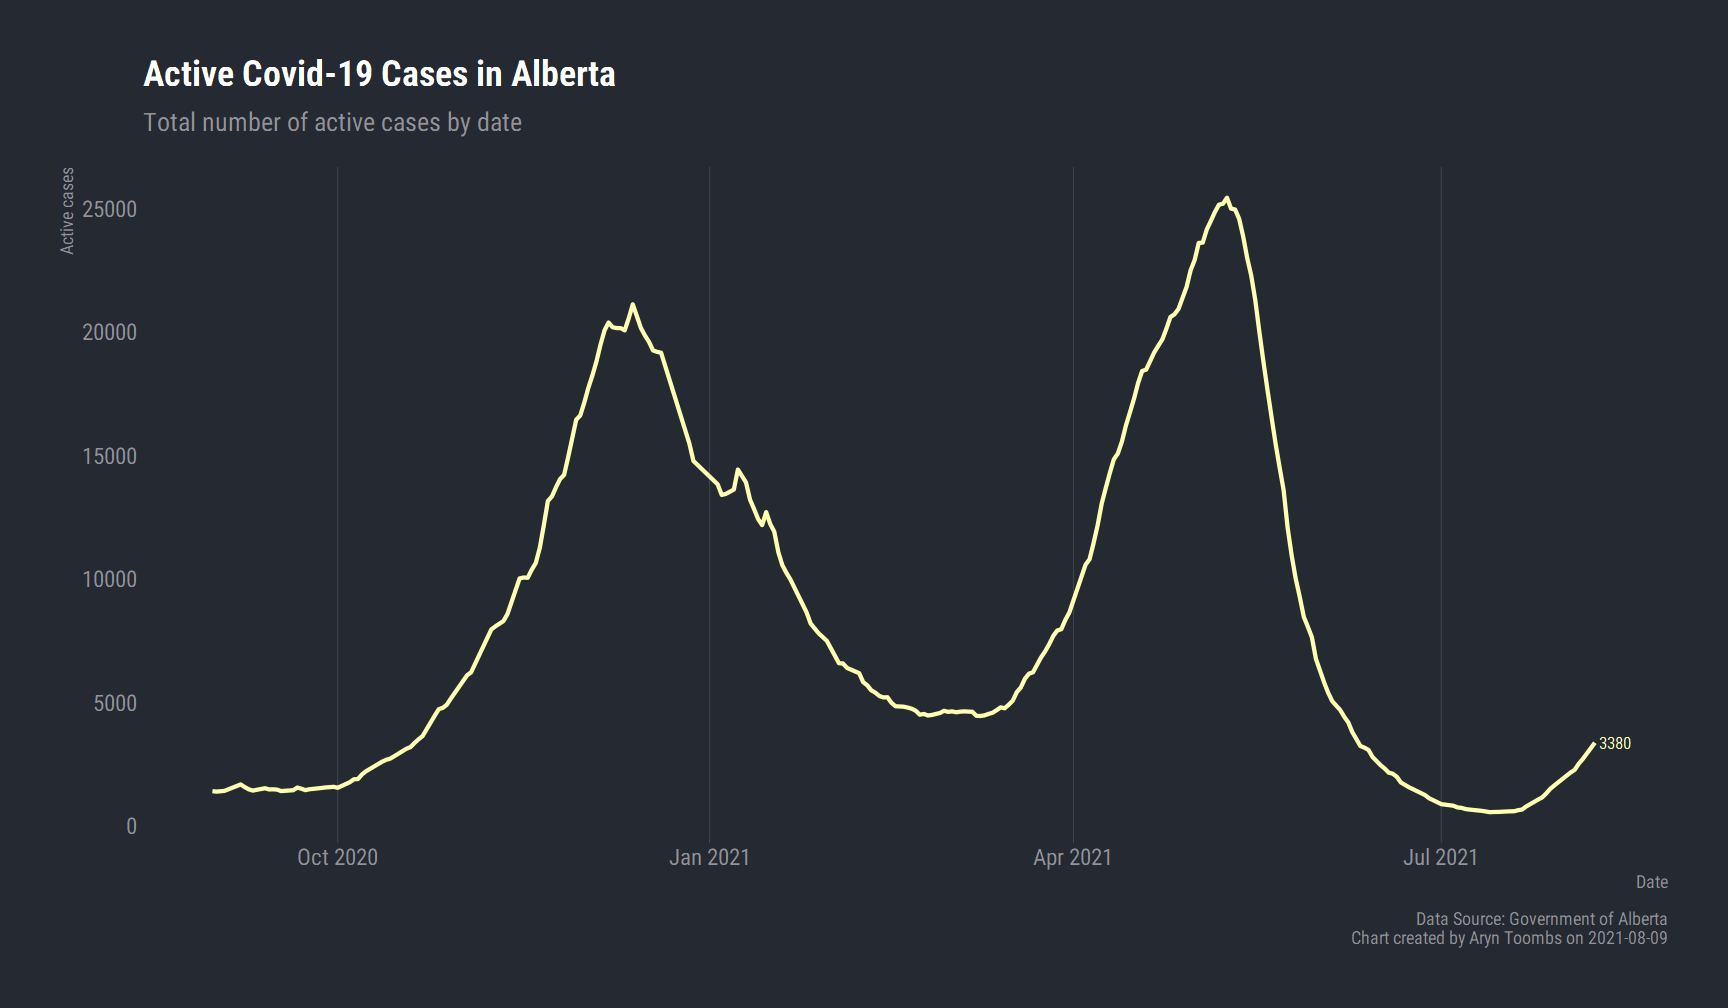 Active Covid-19 Cases in Alberta
Total number of active cases by date
Active cases
25000
20000
15000
10000
5000
0
3380
Oct 2020
Jan 2021
Apr 2021
Jul 2021
Date
Data Source: Government of Alberta
Chart created by Aryn Toombs on 2021-08-09